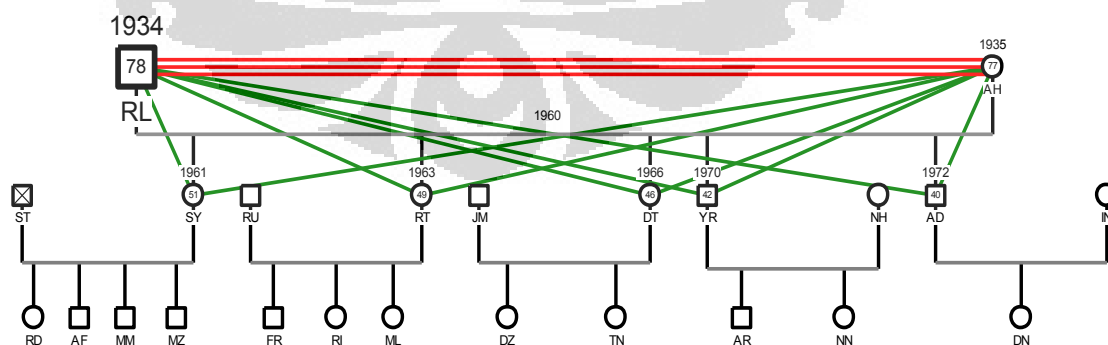 1934
1935
78
77
RL
AH
1960
1961
1963
1966
1970
1972
51
49
46
42
40
ST
SY
RU
RT
JM
DT
YR
NH
AD
RD
AF
MM
MZ
FR
RI
ML
DZ
TN
AR
NN
DN